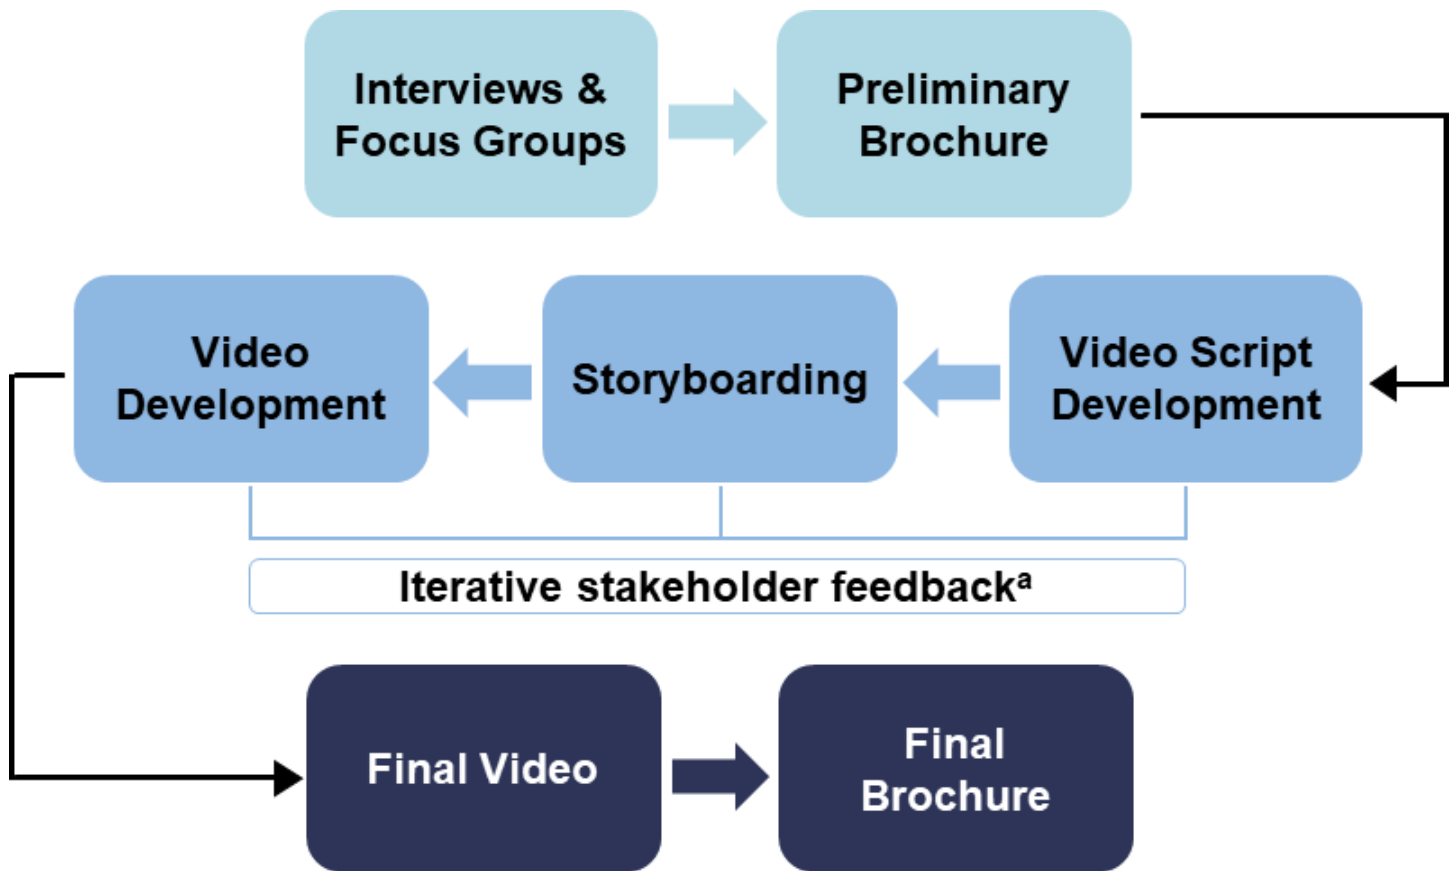 Interviews &
Focus Groups
Preliminary
Brochure
Video
Development
Storyboarding
Video Script
Development
Iterative stakeholder feedbackᵃ
Final Video
Final
Brochure